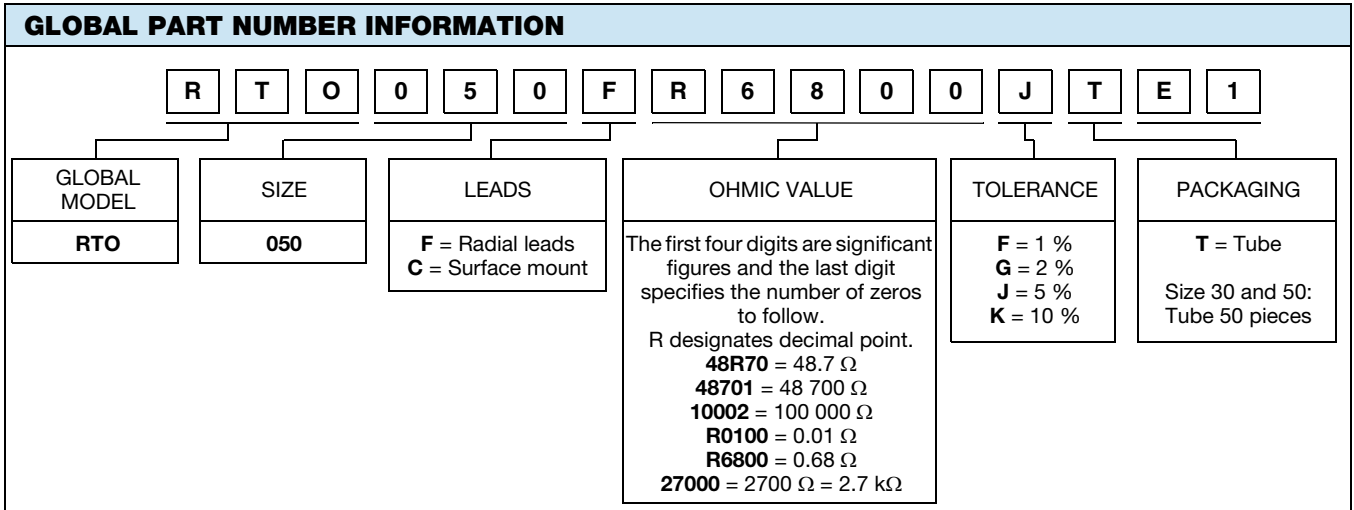 GLOBAL PART NUMBER INFORMATION
R T O 0 5 0 F R 6 8 0 0 J T E 1
GLOBAL
MODEL
RTO
SIZE
050
LEADS
F = Radial leads
C = Surface mount
OHMIC VALUE
The first four digits are significant
figures and the last digit
specifies the number of zeros
to follow.
R designates decimal point.
48R70 = 48.7 Ω
48701 = 48 700 Ω
10002 = 100 000 Ω
R0100 = 0.01 Ω
R6800 = 0.68 Ω
27000 = 2700 Ω = 2.7 kΩ
TOLERANCE
F = 1 %
G = 2 %
J = 5 %
K = 10 %
PACKAGING
T = Tube
Size 30 and 50:
Tube 50 pieces